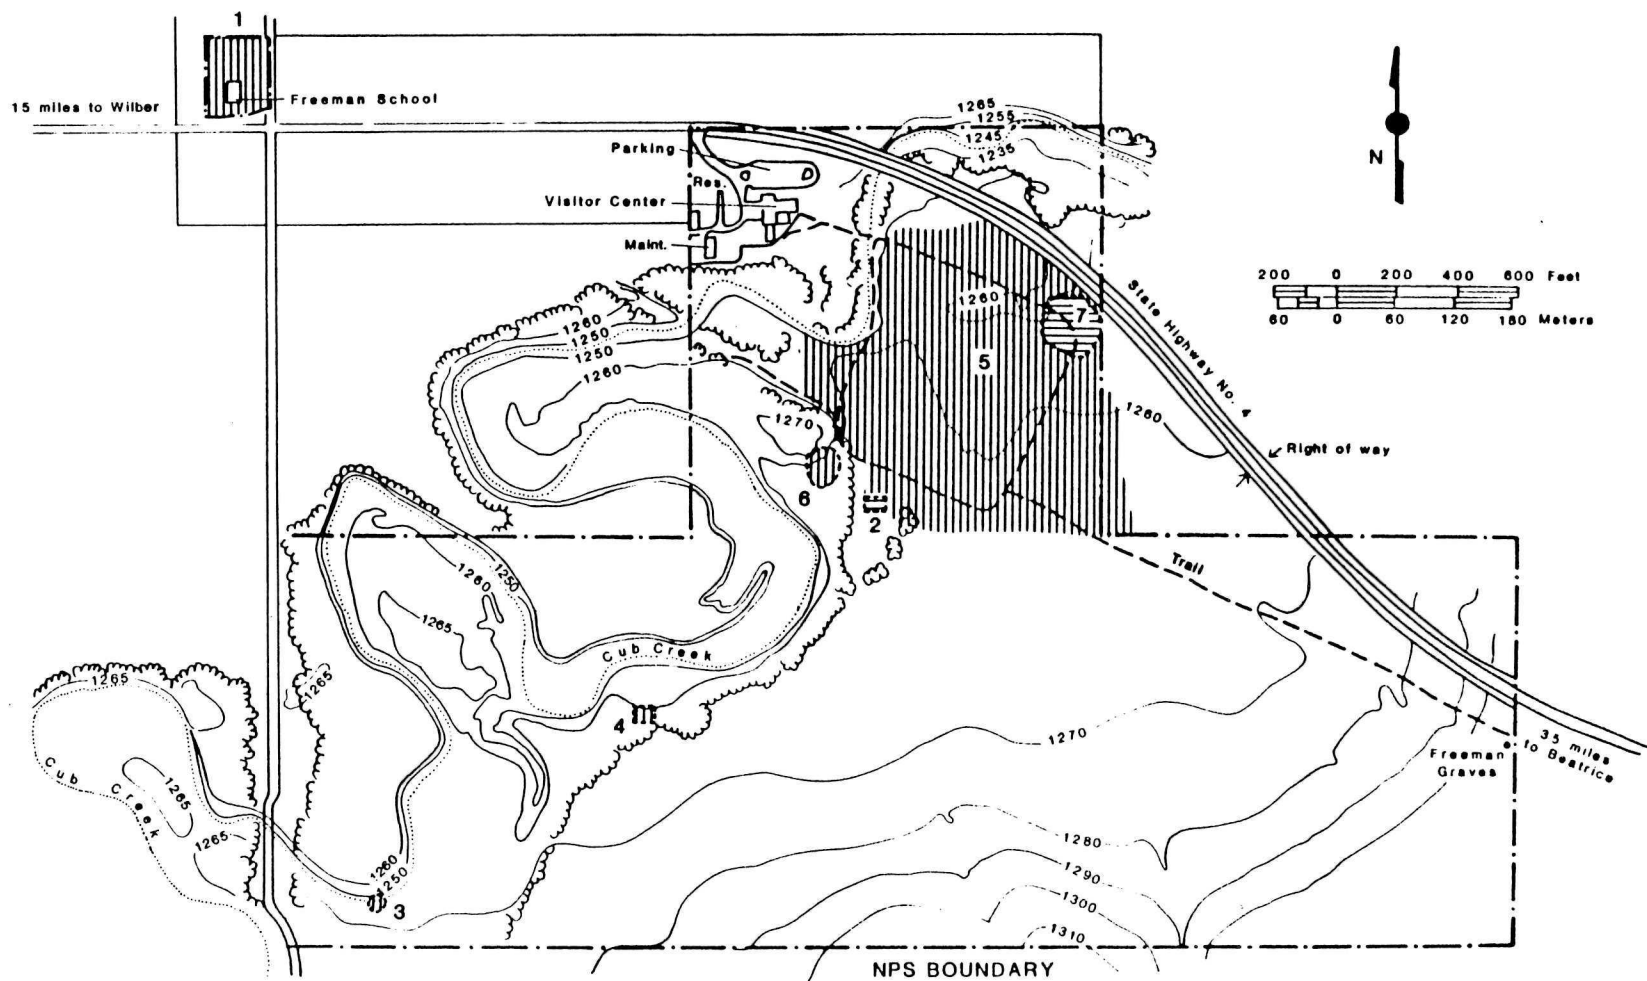 1
Freeman School
15 miles to Wilber
1265
1255
1245
1235
Parking
Res.
Visitor Center
Maint.
N
200 0 200 400 600 Feet
60 0 60 120 180 Meters
State Highway No. 4
1260
7
5
1260
1250
1250
1260
1260
1270
Right of way
6
2
Trail
1250
1260
1265
Cub Creek
1265
1265
4
1270
35 miles
to Beatrice
Freeman
Graves
Cub
Creek
1265
1265
1280
1260
1250
1290
3
1300
1310
NPS BOUNDARY